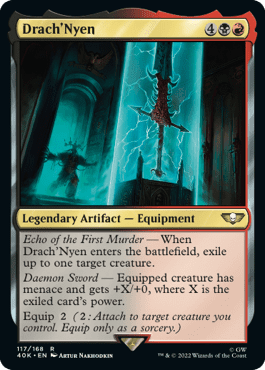 Drach'Nyen 4
Legendary Artifact — Equipment
Echo of the First Murder — When
Drach'Nyen enters the battlefield, exile
up to one target creature.
Daemon Sword — Equipped creature has
menace and gets +X/+0, where X is the
exiled card's power.
Equip 2 (2: Attach to target creature you
control. Equip only as a sorcery.)
117/168 R
40K • EN Artur Nakhodkin
© GW
™ & © 2022 Wizards of the Coast